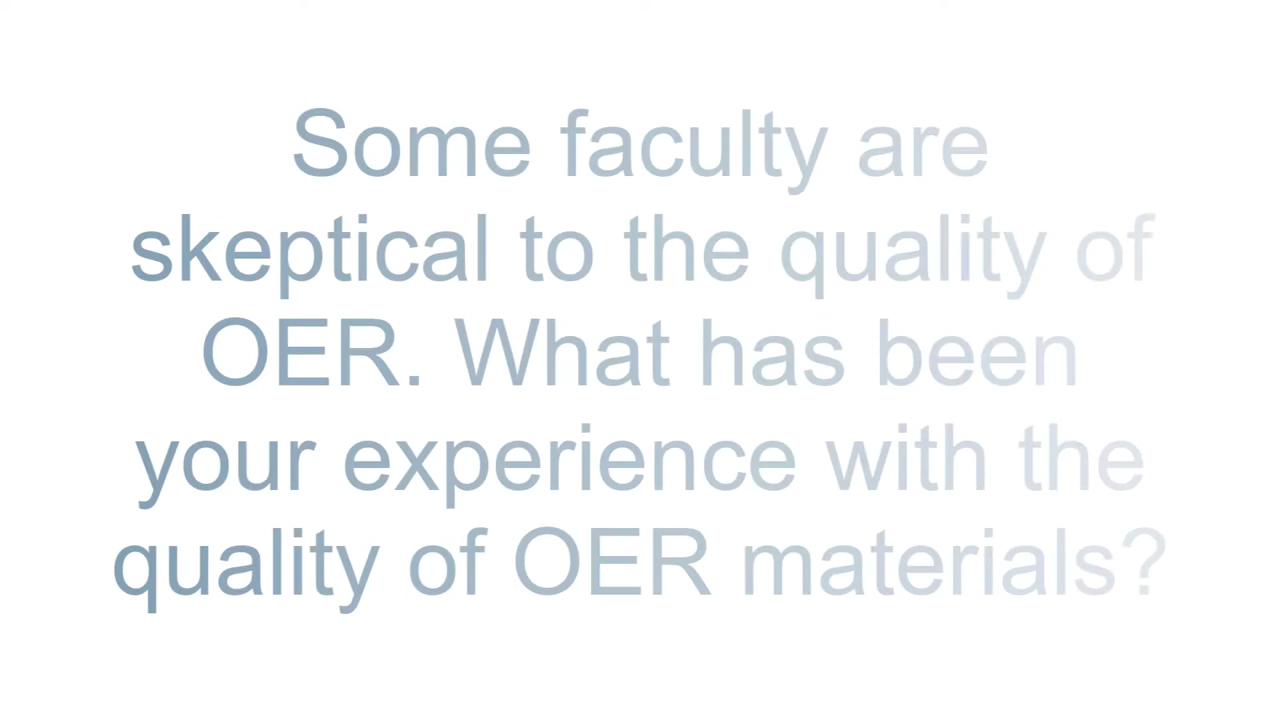 Some faculty are
skeptical to the quality of
OER. What has been
your experience with the
quality of OER materials?